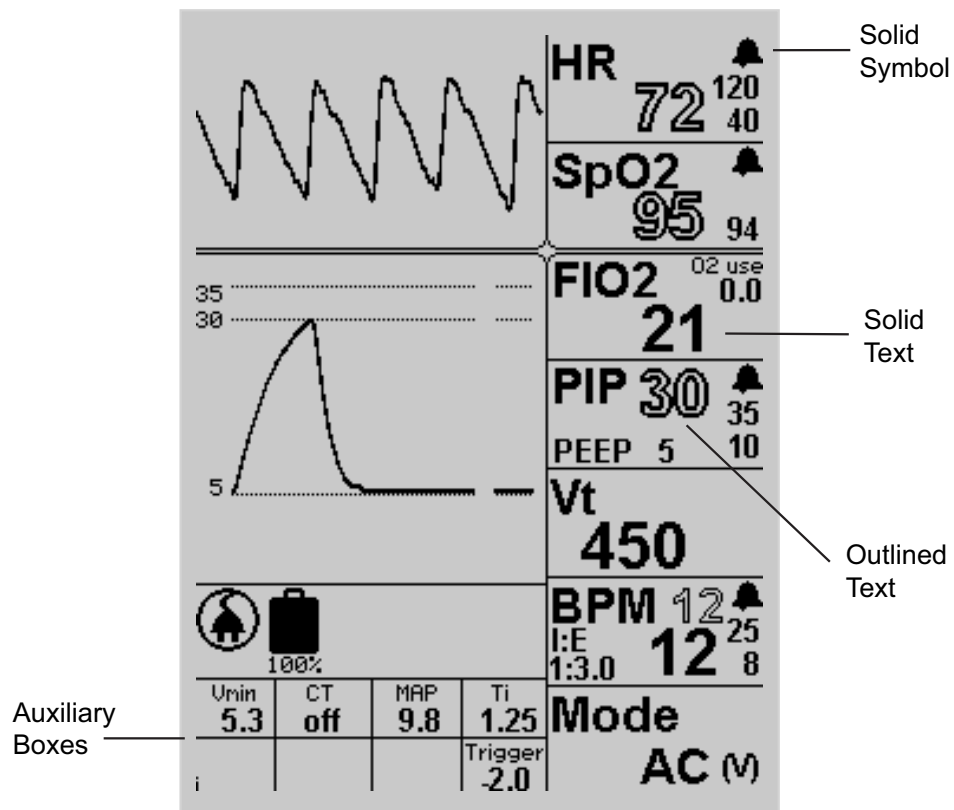 HR
72
120
40
Solid
Symbol
SpO2
95
94
FIO2
O2 use
0.0
21
Solid
Text
35
30
5
PIP 30
35
10
PEEP 5
Vt
450
Outlined
Text
BPM 12
12
25
8
I:E
1:3.0
100%
Auxiliary
Boxes
Vmin CT MAP Ti
5.3 off 9.8 1.25
Trigger
-2.0
Mode
AC (V)